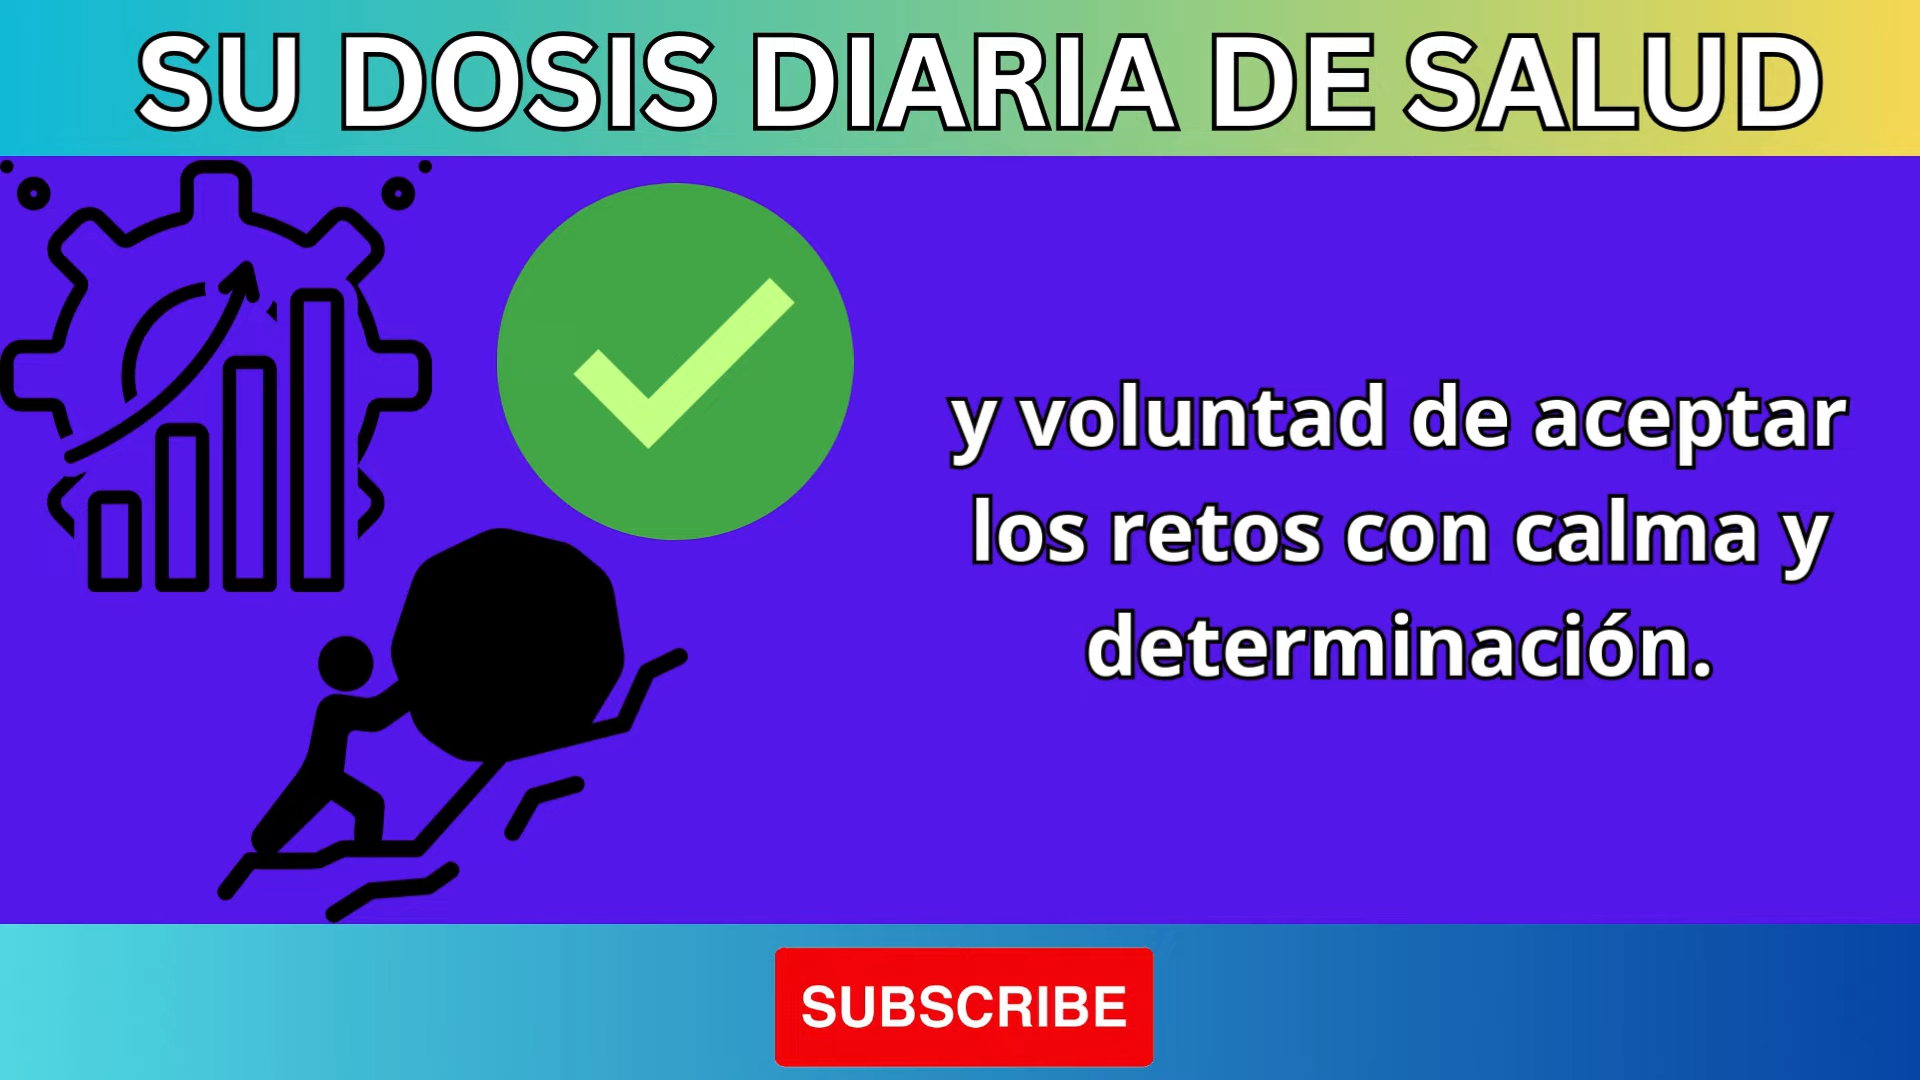 SU DOSIS DIARIA DE SALUD
y voluntad de aceptar
los retos con calma y
determinación.
SUBSCRIBE